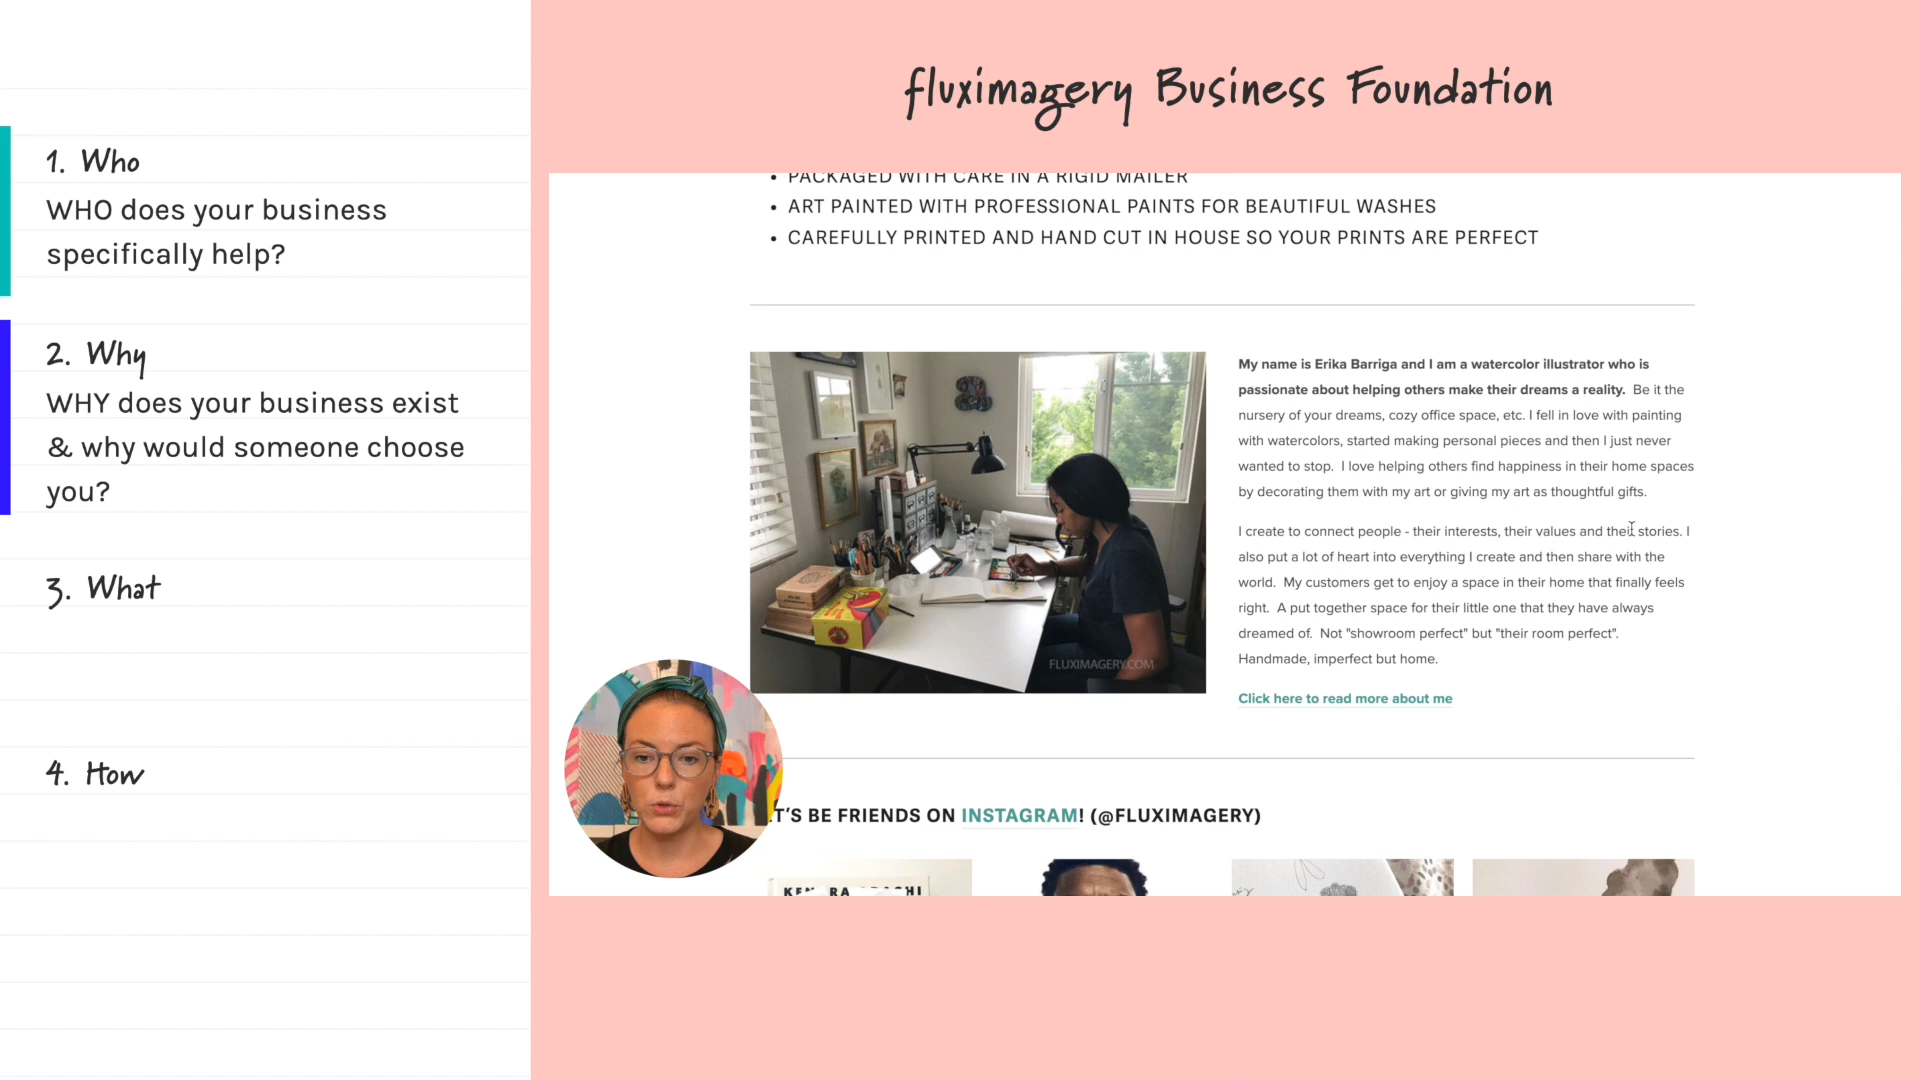 fluximagery Business Foundation
1. Who
WHO does your business
specifically help?
2. Why
WHY does your business exist
& why would someone choose
you?
3. What
4. How
PACKAGED WITH CARE IN A RIGID MAILER
ART PAINTED WITH PROFESSIONAL PAINTS FOR BEAUTIFUL WASHES
CAREFULLY PRINTED AND HAND CUT IN HOUSE SO YOUR PRINTS ARE PERFECT
My name is Erika Barriga and I am a watercolor illustrator who is
passionate about helping others make their dreams a reality. Be it the
nursery of your dreams, cozy office space, etc. I fell in love with painting
with watercolors, started making personal pieces and then I just never
wanted to stop. I love helping others find happiness in their home spaces
by decorating them with my art or giving my art as thoughtful gifts.
I create to connect people - their interests, their values and their stories. I
also put a lot of heart into everything I create and then share with the
world. My customers get to enjoy a space in their home that finally feels
right. A put together space for their little one that they have always
dreamed of. Not "showroom perfect" but "their room perfect".
Handmade, imperfect but home.
Click here to read more about me
FLUXIMAGERY.COM
T'S BE FRIENDS ON INSTAGRAM! (@FLUXIMAGERY)